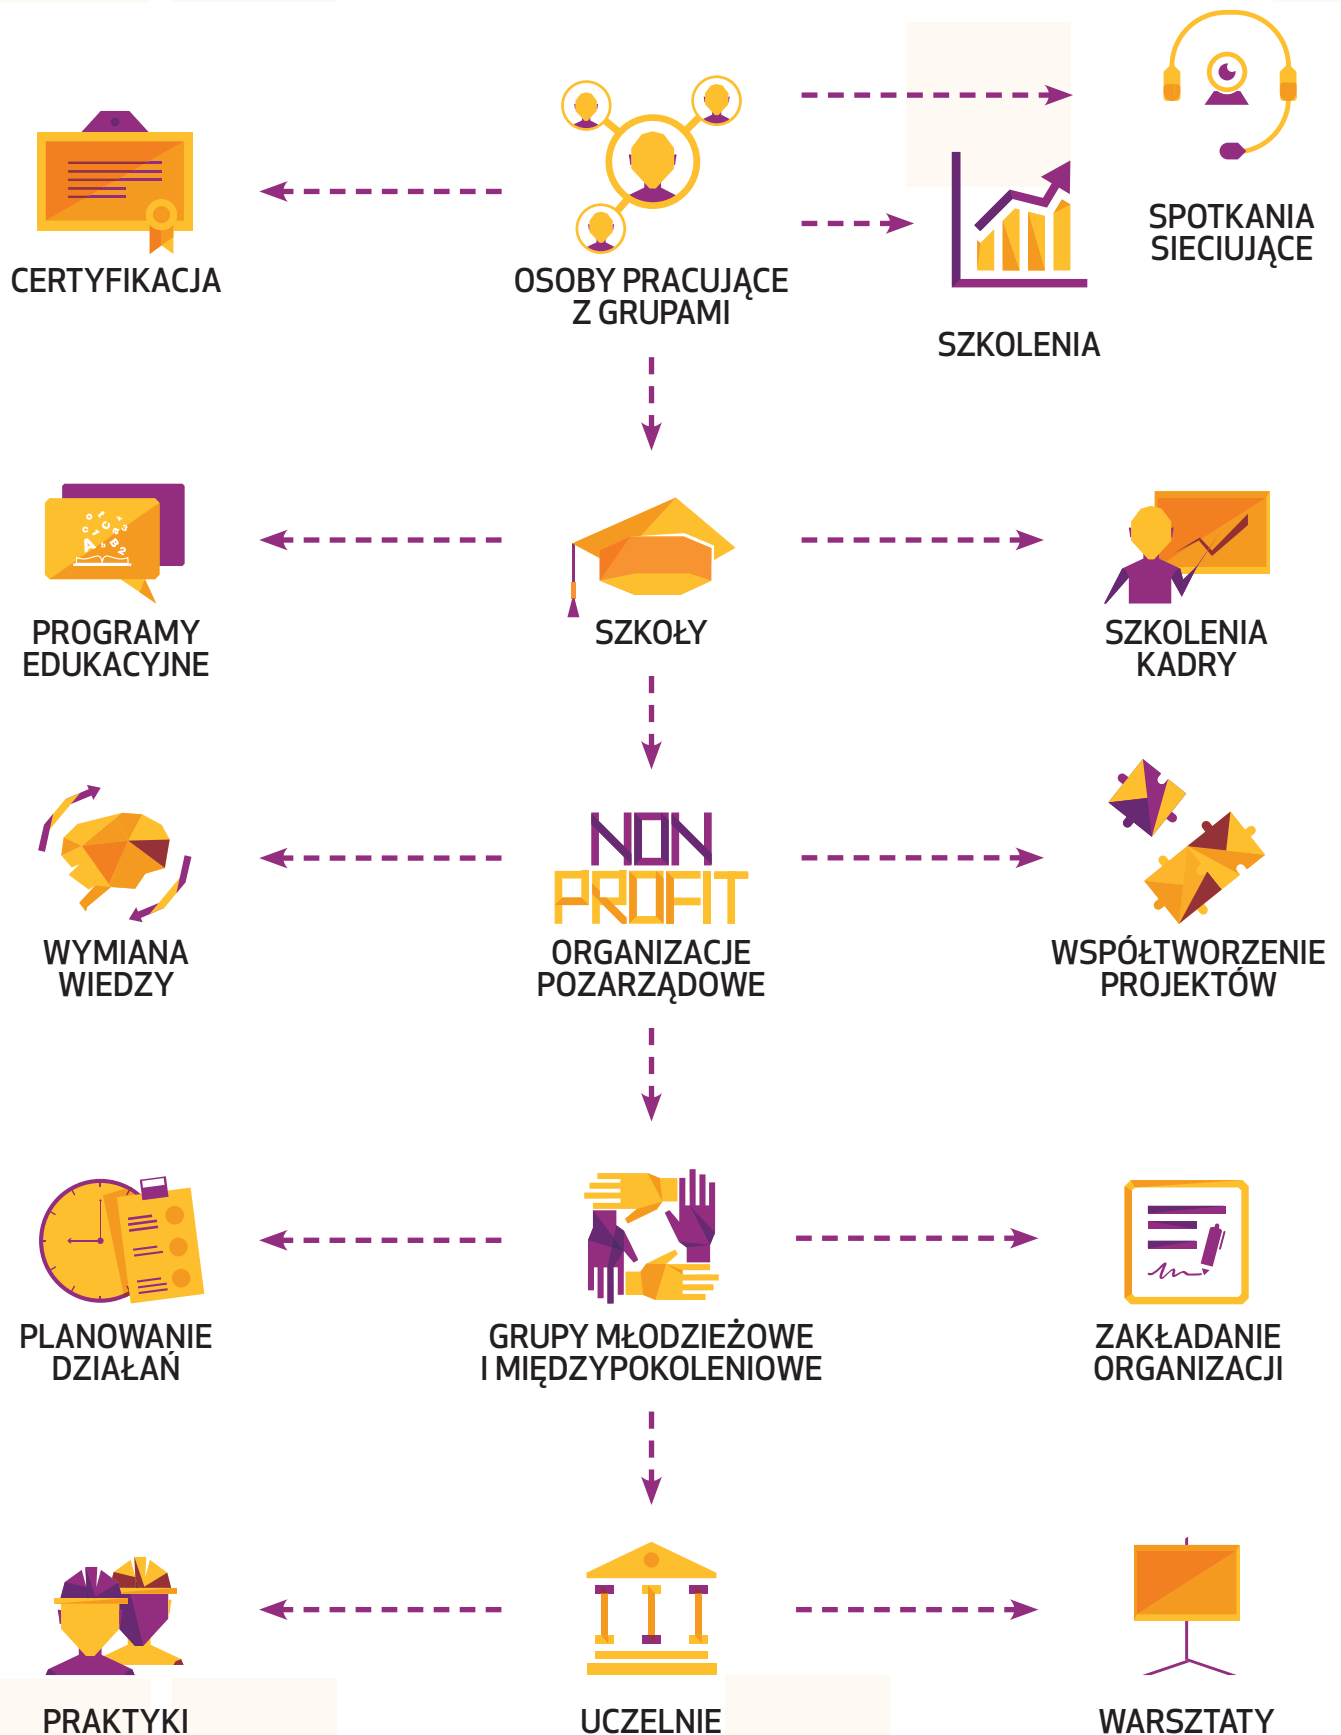 SPOTKANIA
SIECIUJĄCE
CERTYFIKACJA
OSOBY PRACUJĄCE
Z GRUPAMI
SZKOLENIA
PROGRAMY
EDUKACYJNE
SZKOŁY
SZKOLENIA
KADRY
NON
PROFIT
WYMIANA
WIEDZY
ORGANIZACJE
POZARZĄDOWE
WSPÓŁTWORZENIE
PROJEKTÓW
PLANOWANIE
DZIAŁAŃ
GRUPY MŁODZIEŻOWE
I MIĘDZYPOKOLENIOWE
ZAKŁADANIE
ORGANIZACJI
PRAKTYKI
UCZELNIE
WARSZTATY